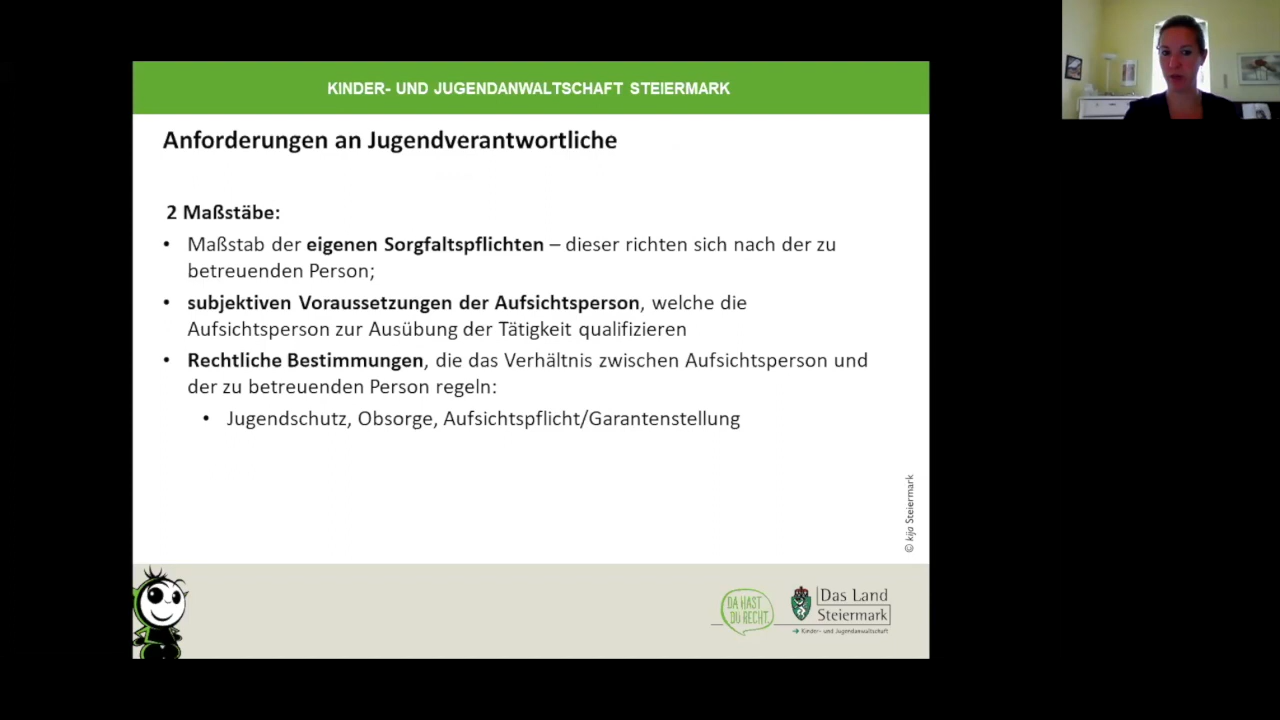 KINDER- UND JUGENDANWALTSCHAFT STEIERMARK
Anforderungen an Jugendverantwortliche
2 Maßstäbe:
• Maßstab der eigenen Sorgfaltspflichten – dieser richten sich nach der zu
betreuenden Person;
• subjektiven Voraussetzungen der Aufsichtsperson, welche die
Aufsichtsperson zur Ausübung der Tätigkeit qualifizieren
• Rechtliche Bestimmungen, die das Verhältnis zwischen Aufsichtsperson und
der zu betreuenden Person regeln:
• Jugendschutz, Obsorge, Aufsichtspflicht/Garantenstellung
© kija Steiermark
DA HAST
DU RECHT
Das Land
Steiermark
➔ Kinder- und Jugendanwaltschaft